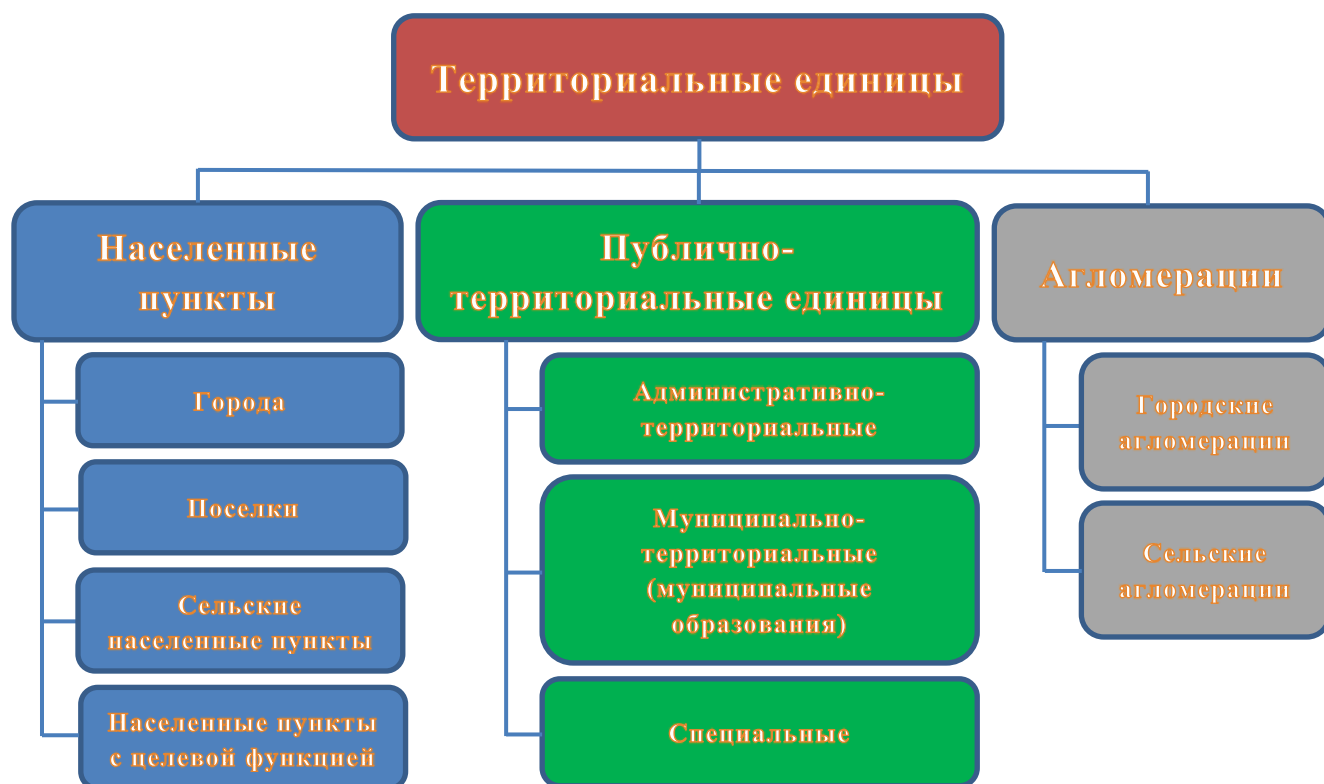 Территориальные единицы
Населенные
пункты
Города
Поселки
Сельские
населенные пункты
Населенные пункты
с целевой функцией
Публично-
территориальные единицы
Административно-
территориальные
Муниципально-
территориальные
(муниципальные
образования)
Специальные
Агломерации
Городские
агломерации
Сельские
агломерации